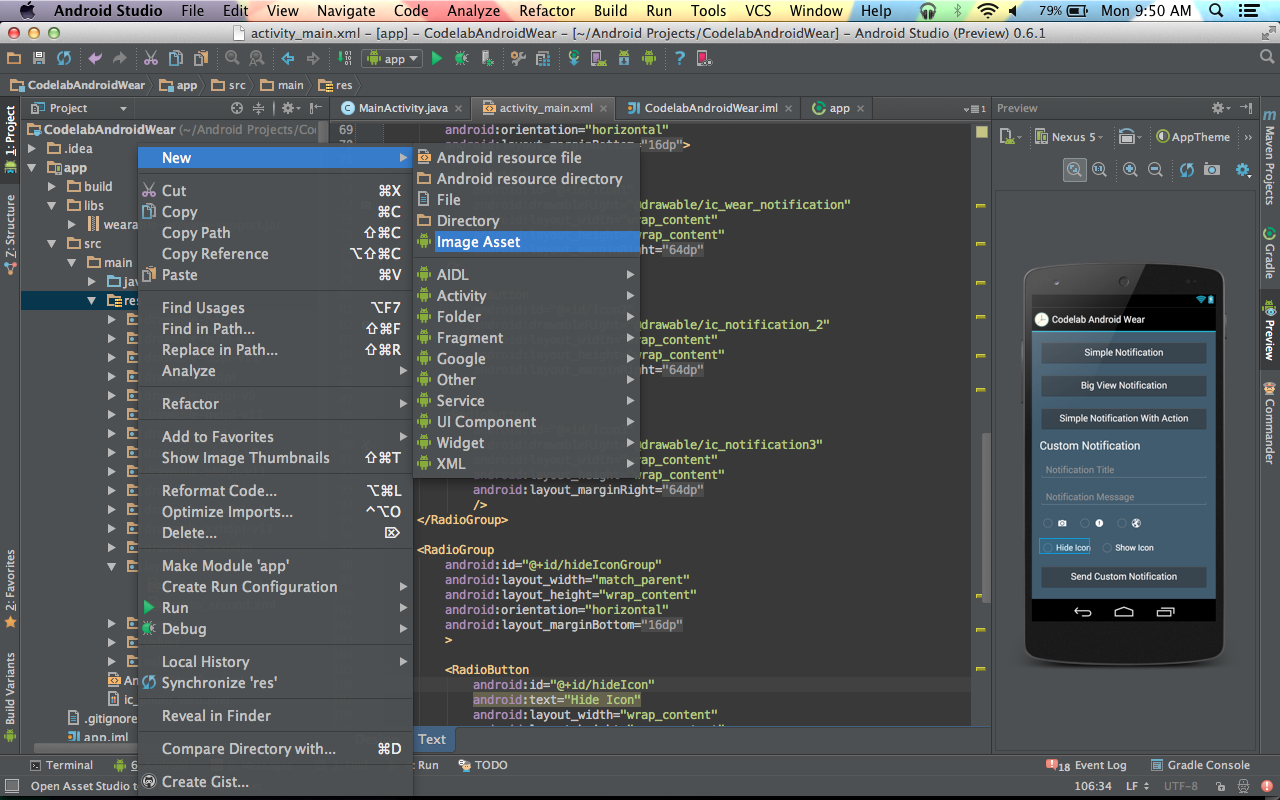 Android Studio File Edit View Navigate Code Analyze Refactor Build Run Tools VCS Window Help 79% Mon 9:50 AM
activity_main.xml - [app] - CodelabAndroidWear - [~/Android Projects/CodelabAndroidWear] - Android Studio (Preview) 0.6.1
app
CodelabAndroidWear app src main res
Project
MainActivity.java activity_main.xml CodelabAndroidWear.iml app
1
Preview
1: Project
Z: Structure
2: Favorites
Build Variants
CodelabAndroidWear (~/Android Projects/Co
.idea
app
build
libs
weara
src
main
jav
res
An
ic_
.gitignore
app.iml
New
Cut ⌘X
Copy ⌘C
Copy Path ⇧⌘C
Copy Reference ⌥⇧⌘C
Paste ⌘V
Find Usages ⌥F7
Find in Path... ⇧⌘F
Replace in Path... ⇧⌘R
Analyze
Refactor
Add to Favorites
Show Image Thumbnails ⇧⌘T
Reformat Code... ⌥⌘L
Optimize Imports... ^⌥O
Delete... ⌦
Make Module 'app'
Create Run Configuration
Run
Debug
Local History
Synchronize 'res'
Reveal in Finder
Compare Directory with... ⌘D
Create Gist...
Android resource file
Android resource directory
File
Directory
Image Asset
AIDL
Activity
Folder
Fragment
Google
Other
Service
UI Component
Widget
XML
69 android:orientation="horizontal"
"16dp">
drawable/ic_wear_notification"
wrap_content"
wrap_content"
ght="64dp"
drawable/ic_notification_2"
wrap_content"
wrap_content"
ght="64dp"
drawable/ic_notification3"
wrap_content"
wrap_content"
android:layout_marginRight="64dp"
/>
</RadioGroup>
<RadioGroup
android:id="@+id/hideIconGroup"
android:layout_width="match_parent"
android:layout_height="wrap_content"
android:orientation="horizontal"
android:layout_marginBottom="16dp"
>
<RadioButton
android:id="@+id/hideIcon"
android:text="Hide Icon"
android:layout_width="wrap_content"
Text
Nexus 5 AppTheme
Codelab Android Wear
Simple Notification
Big View Notification
Simple Notification With Action
Custom Notification
Notification Title
Notification Message
Hide Icon Show Icon
Send Custom Notification
Maven Projects
Gradle
Preview
Commander
Terminal 6 Run TODO
18 Event Log Gradle Console
Open Asset Studio to
106:34 LF UTF-8